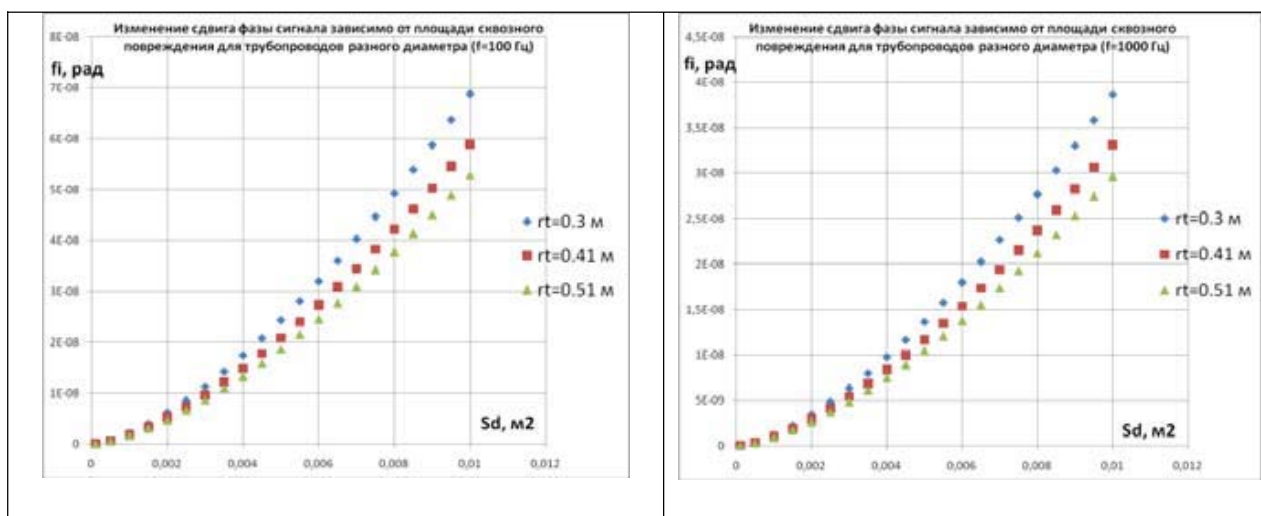 Изменение сдвига фазы сигнала зависимо от площади сквозного
повреждения для трубопроводов разного диаметра (f=100 Гц)
8E-08
fi, рад
7E-08
6E-08
5E-08
4E-08
3E-08
2E-08
1E-08
0
rt=0.3 м
rt=0.41 м
rt=0.51 м
Sd, м2
0
0,002
0,004
0,006
0,008
0,01
0,012
Изменение сдвига фазы сигнала зависимо от площади сквозного
повреждения для трубопроводов разного диаметра (f=1000 Гц)
4,5E-08
fi, рад
4E-08
3,5E-08
3E-08
2,5E-08
2E-08
1,5E-08
1E-08
5E-09
0
rt=0.3 м
rt=0.41 м
rt=0.51 м
Sd, м2
0
0,002
0,004
0,006
0,008
0,01
0,012